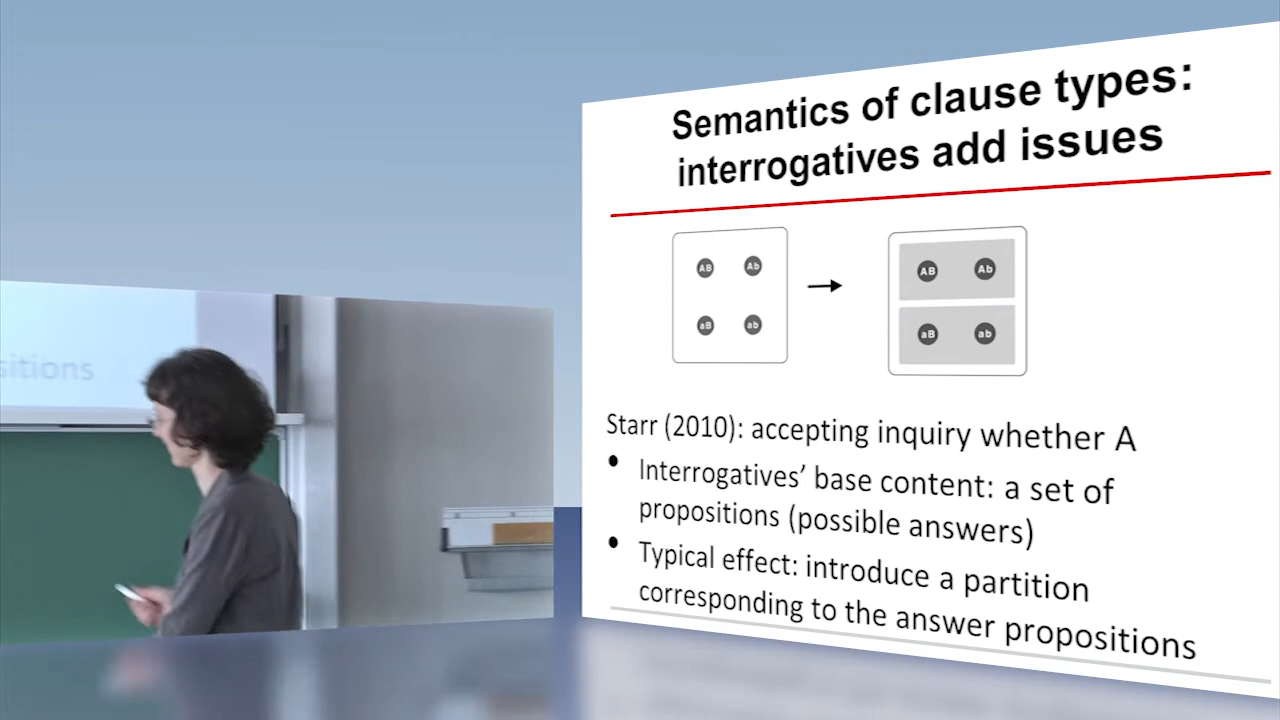 Semantics of clause types:
interrogatives add issues
AB Ab AB Ab
aB ab aB ab
Starr (2010): accepting inquiry whether A
• Interrogatives’ base content: a set of
propositions (possible answers)
• Typical effect: introduce a partition
corresponding to the answer propositions
sitions